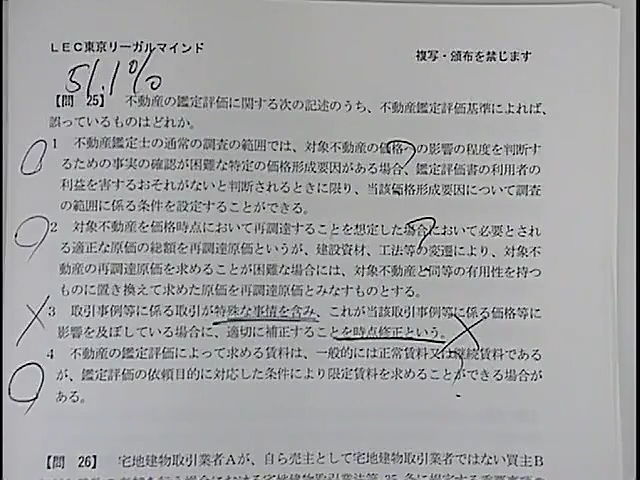 LEC東京リーガルマインド
複写・頒布を禁じます
51.1%
【問 25】 不動産の鑑定評価に関する次の記述のうち、不動産鑑定評価基準によれば、
誤っているものはどれか。
1 不動産鑑定士の通常の調査の範囲では、対象不動産の価格への影響の程度を判断す
るための事実の確認が困難な特定の価格形成要因がある場合、鑑定評価書の利用者の
利益を害するおそれがないと判断されるときに限り、当該価格形成要因について調査
の範囲に係る条件を設定することができる。
2 対象不動産を価格時点において再調達することを想定した場合において必要とされ
る適正な原価の総額を再調達原価というが、建設資材、工法等の変遷により、対象不
動産の再調達原価を求めることが困難な場合には、対象不動産と同等の有用性を持つ
ものに置き換えて求めた原価を再調達原価とみなすものとする。
3 取引事例等に係る取引が特殊な事情を含み、これが当該取引事例等に係る価格等に
影響を及ぼしている場合に、適切に補正することを時点修正という。
4 不動産の鑑定評価によって求める賃料は、一般的には正常賃料又は継続賃料である
が、鑑定評価の依頼目的に対応した条件により限定賃料を求めることができる場合が
ある。
【問 26】 宅地建物取引業者Aが、自ら売主として宅地建物取引業者ではない買主B